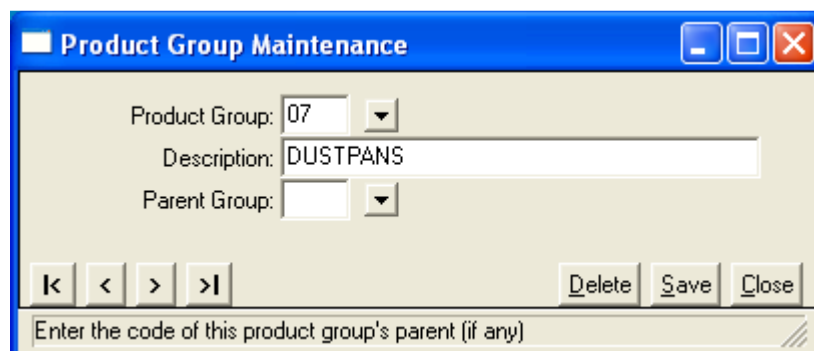 Product Group Maintenance
Product Group: 07
Description: DUSTPANS
Parent Group:
Delete Save Close
Enter the code of this product group's parent (if any)